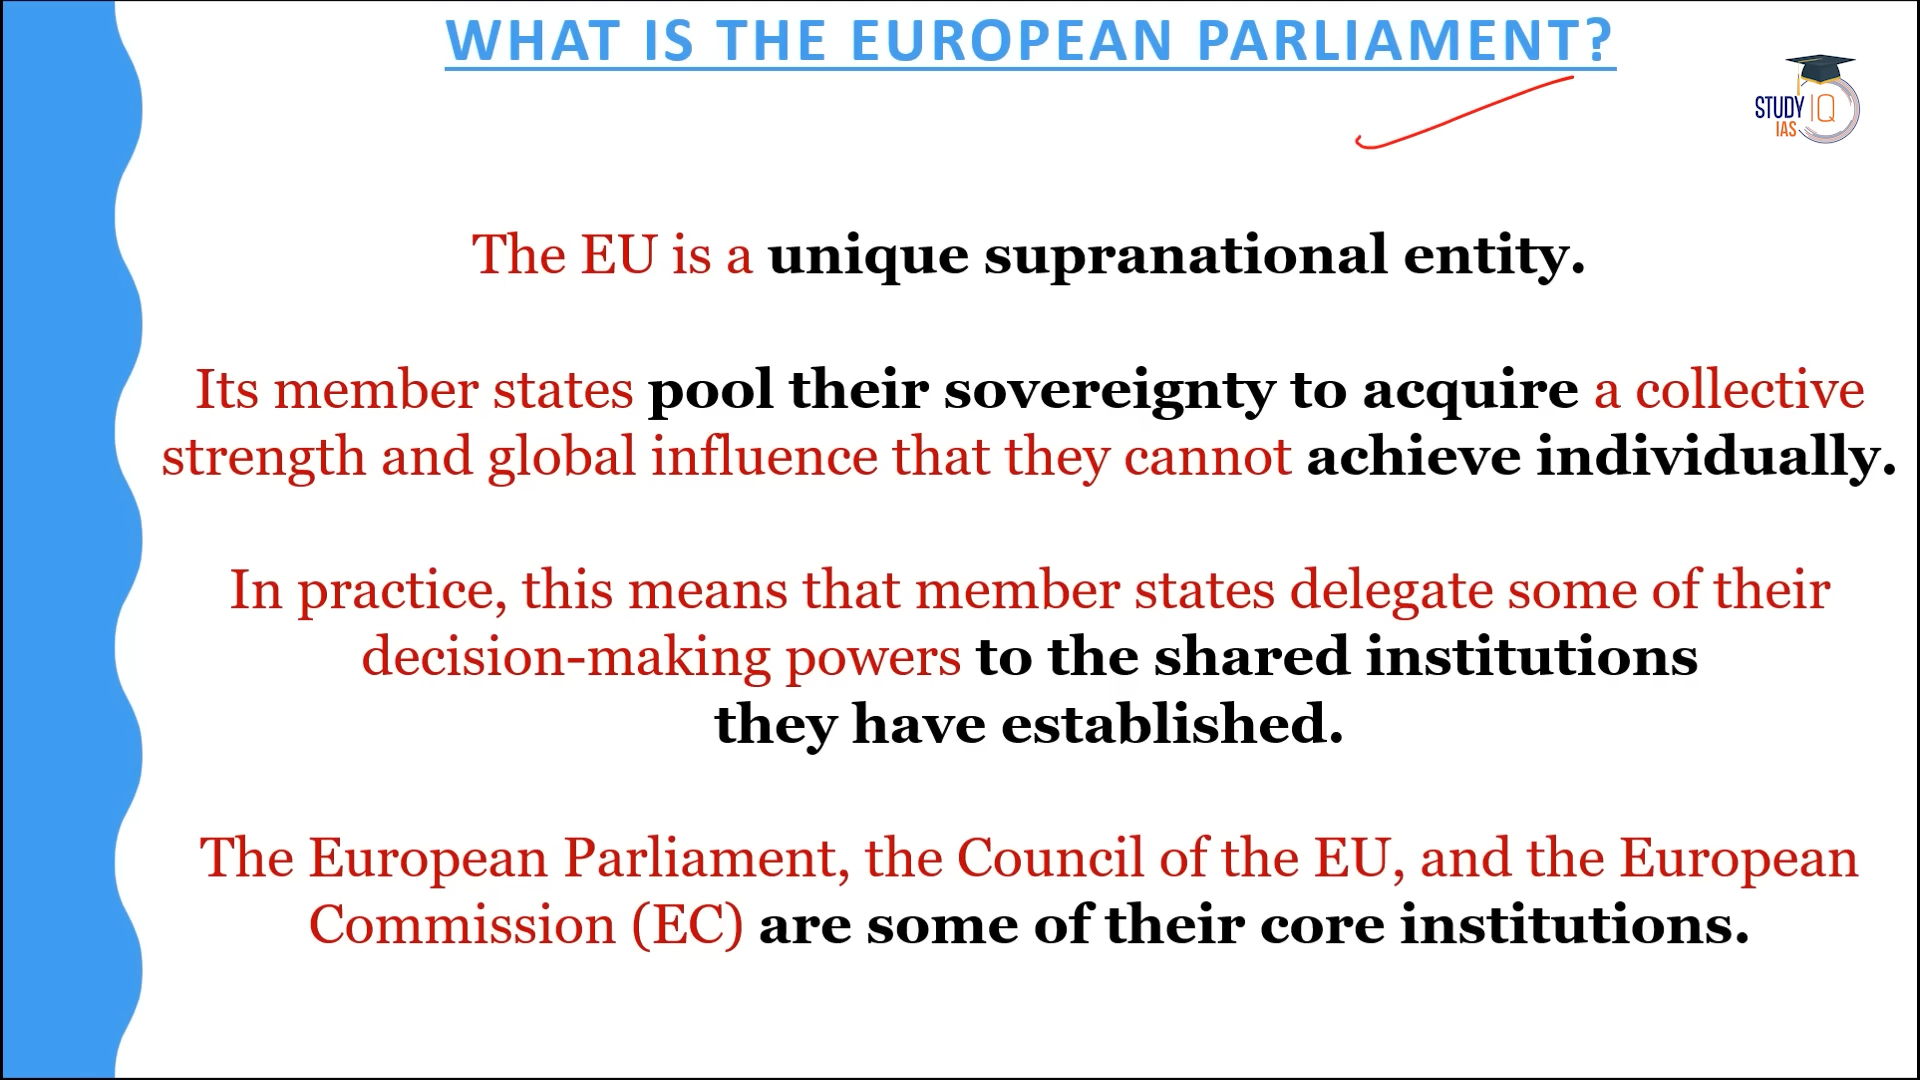 WHAT IS THE EUROPEAN PARLIAMENT?
STUDY IQ
IAS
The EU is a unique supranational entity.
Its member states pool their sovereignty to acquire a collective
strength and global influence that they cannot achieve individually.
In practice, this means that member states delegate some of their
decision-making powers to the shared institutions
they have established.
The European Parliament, the Council of the EU, and the European
Commission (EC) are some of their core institutions.